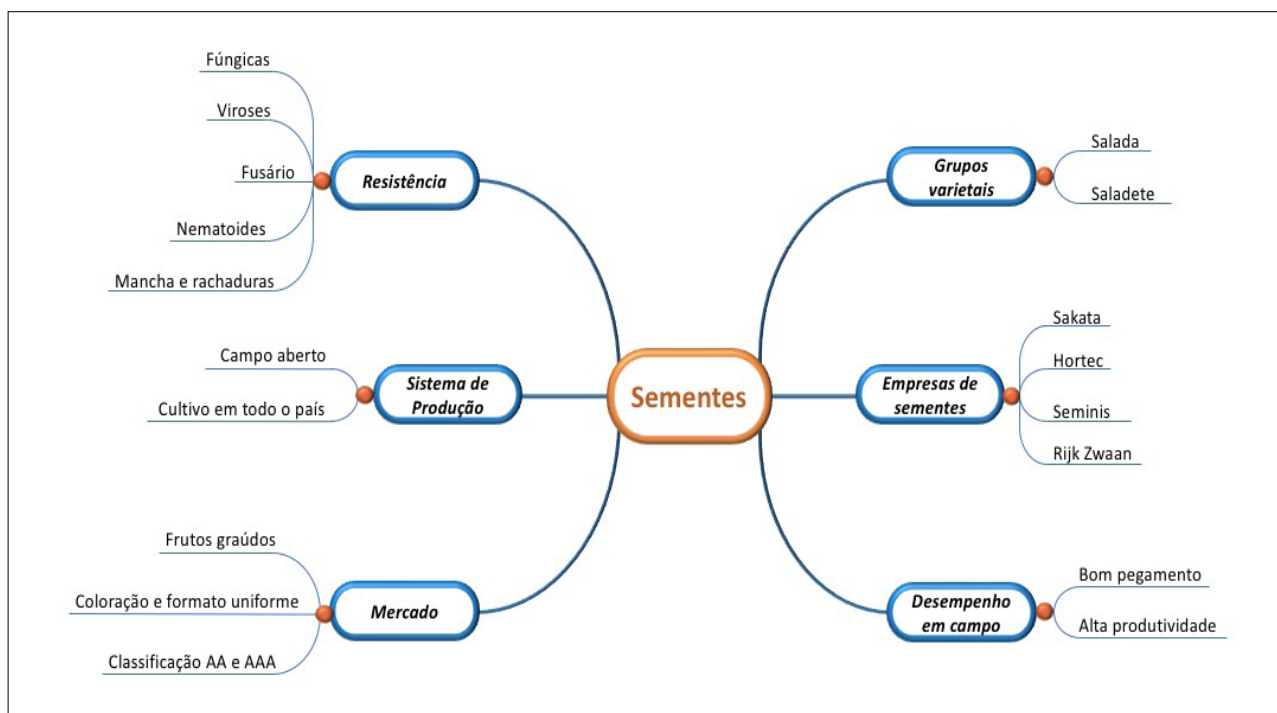 Fúngicas
Viroses
Fusário
Nematoides
Mancha e rachaduras
Resistência
Campo aberto
Cultivo em todo o país
Sistema de
Produção
Frutos graúdos
Coloração e formato uniforme
Classificação AA e AAA
Mercado
Sementes
Grupos
varietais
Salada
Saladete
Empresas de
sementes
Sakata
Hortec
Seminis
Rijk Zwaan
Desempenho
em campo
Bom pegamento
Alta produtividade